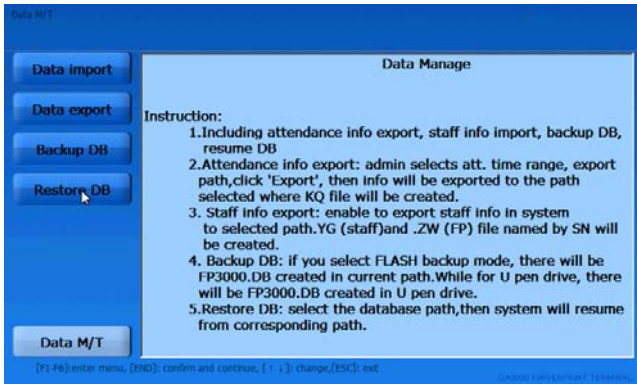 Data M/T
Data import
Data export
Backup DB
Restore DB
Data M/T
Data Manage
Instruction:
1.Including attendance info export, staff info import, backup DB,
resume DB
2.Attendance info export: admin selects att. time range, export
path,click 'Export', then info will be exported to the path
selected where KQ file will be created.
3. Staff info export: enable to export staff info in system
to selected path.YG (staff)and .ZW (FP) file named by SN will
be created.
4. Backup DB: if you select FLASH backup mode, there will be
FP3000.DB created in current path.While for U pen drive, there
will be FP3000.DB created in U pen drive.
5.Restore DB: select the database path,then system will resume
from corresponding path.
[F1-F6]:enter menu, [END]: confirm and continue, [ ↑ ↓ ]: change,[ESC]: exit
FINGERPRINT TERMINAL